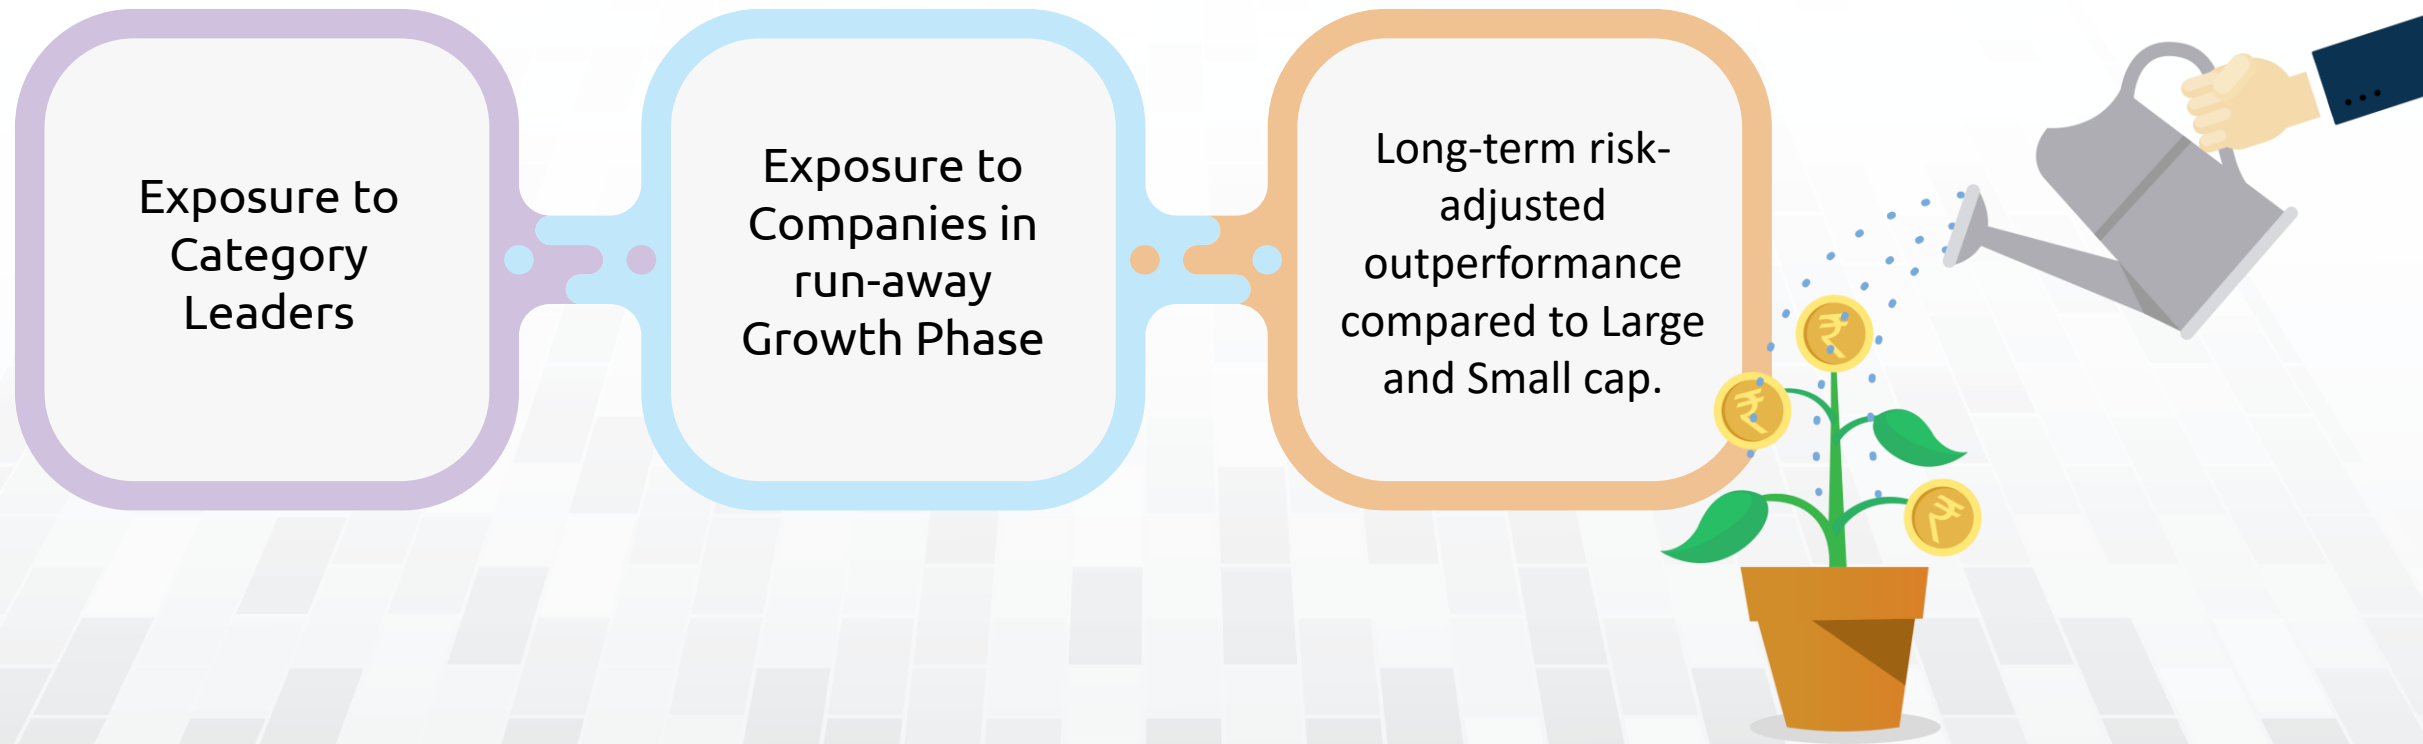 Exposure to
Category
Leaders
Exposure to
Companies in
run-away
Growth Phase
Long-term risk-
adjusted
outperformance
compared to Large
and Small cap.
₹
₹
₹